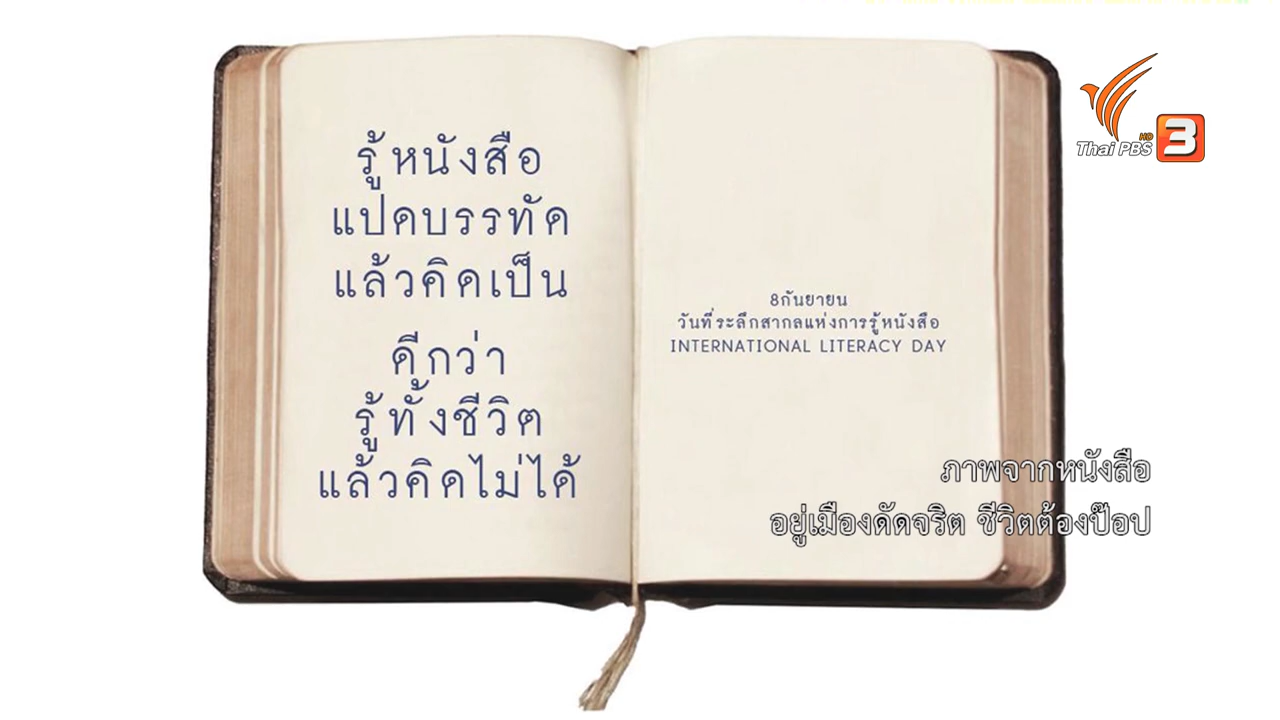 รู้หนังสือ
แปดบรรทัด
แล้วคิดเป็น
ดีกว่า
รู้ทั้งชีวิต
แล้วคิดไม่ได้
8กันยายน
วันที่ระลึกสากลแห่งการรู้หนังสือ
INTERNATIONAL LITERACY DAY
HD
Thai PBS 3
ภาพจากหนังสือ
อยู่เมืองดัดจริต ชีวิตต้องป๊อป